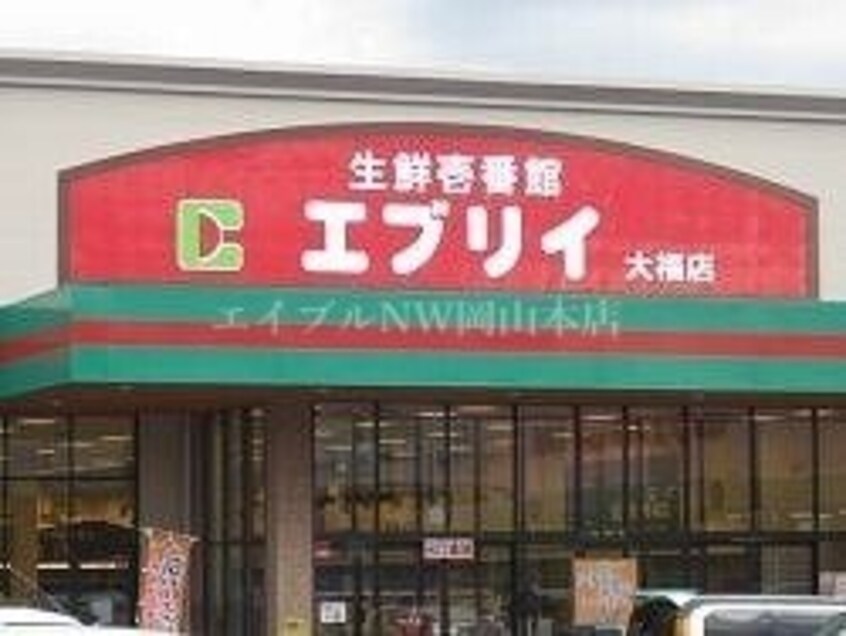 生鮮壱番館
エブリイ 大福店
エイブルNW岡山本店